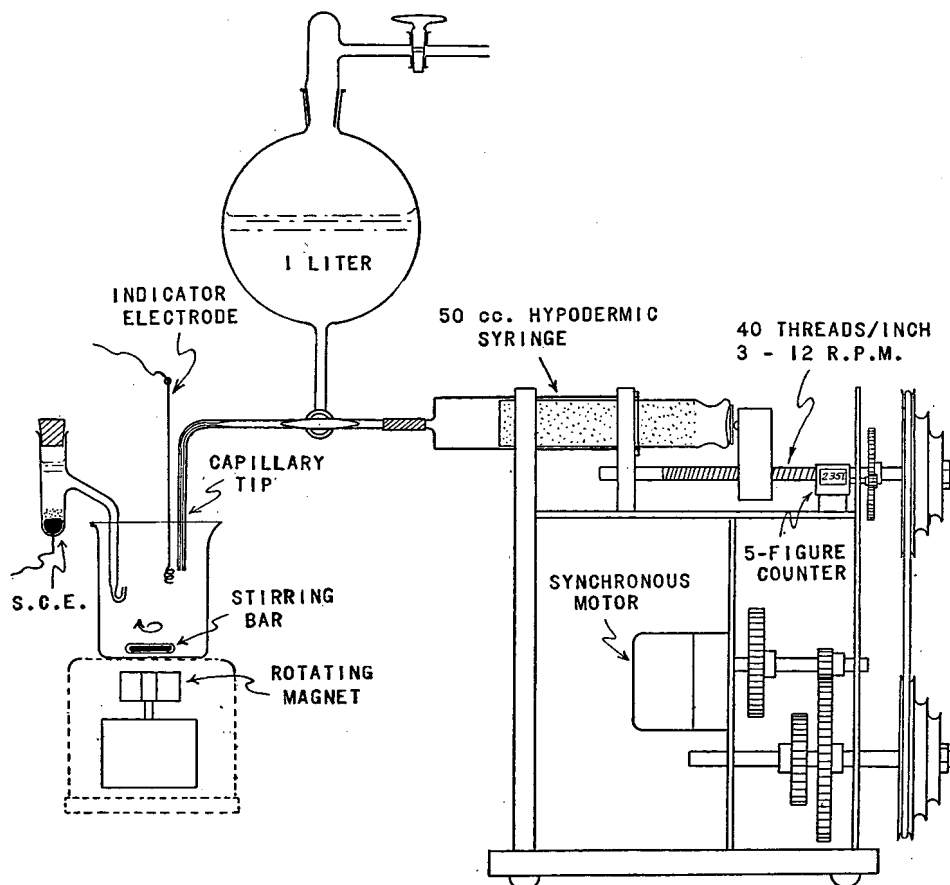 1 LITER
INDICATOR
ELECTRODE
50 cc. HYPODERMIC
SYRINGE
40 THREADS/INCH
3 - 12 R.P.M.
CAPILLARY
TIP
2351
5-FIGURE
COUNTER
SYNCHRONOUS
MOTOR
S.C.E.
STIRRING
BAR
ROTATING
MAGNET